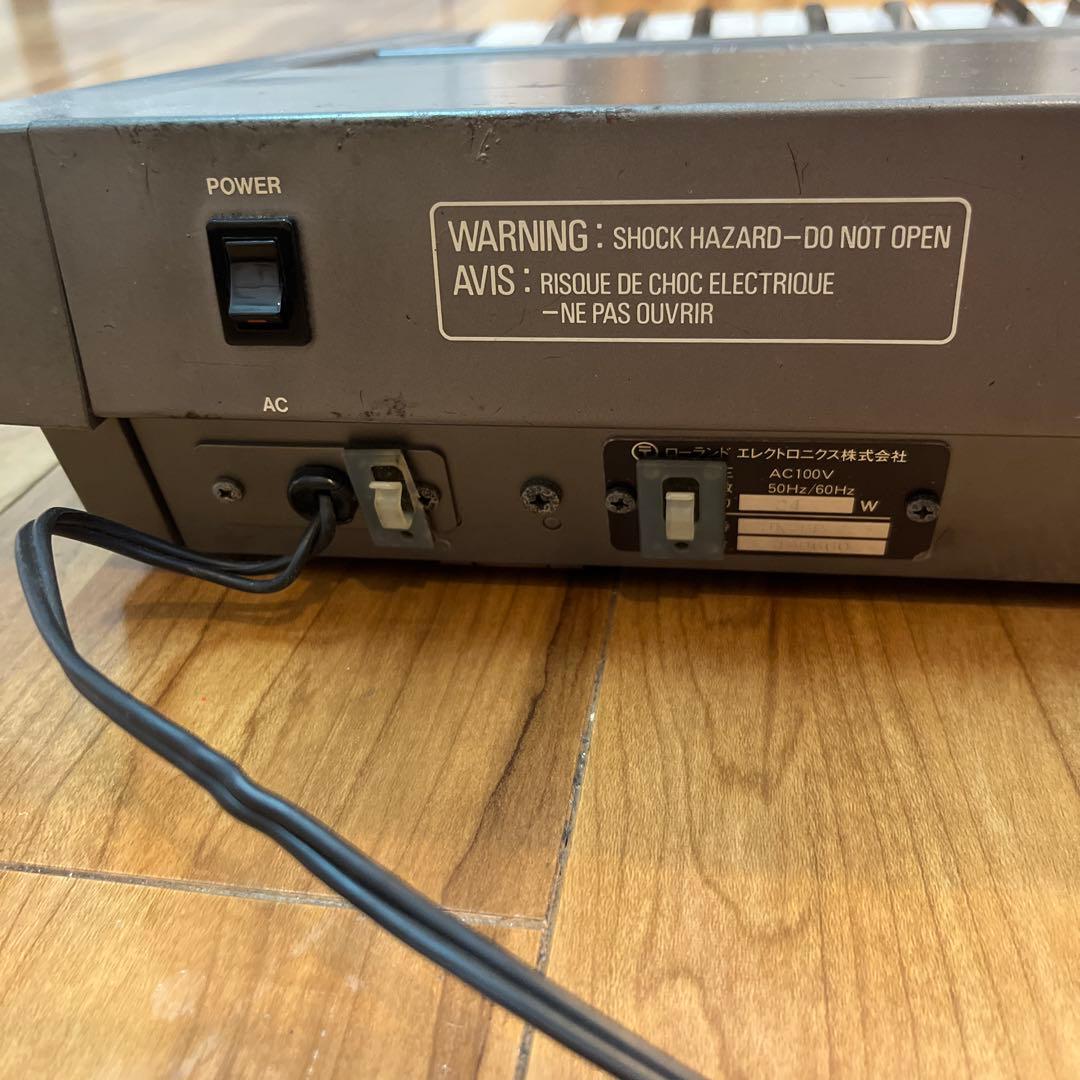 POWER
WARNING : SHOCK HAZARD–DO NOT OPEN
AVIS : RISQUE DE CHOC ELECTRIQUE
–NE PAS OUVRIR
AC
ローランド エレクトロニクス株式会社
AC100V
50Hz/60Hz
W